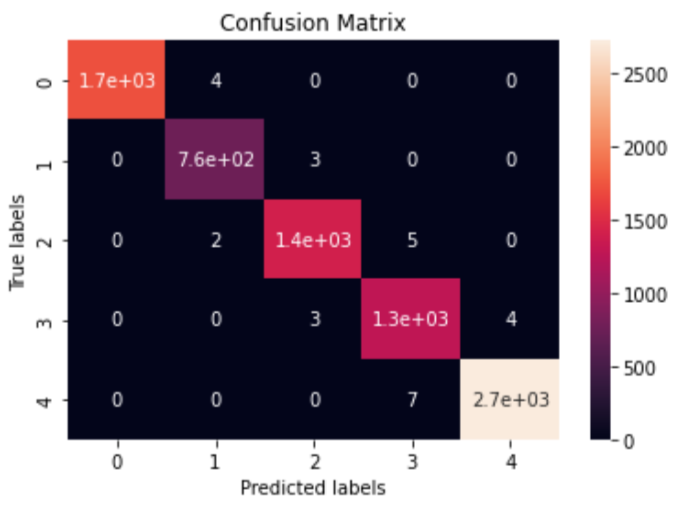 Confusion Matrix
True labels
0 1.7e+03 4 0 0 0
1 0 7.6e+02 3 0 0
2 0 2 1.4e+03 5 0
3 0 0 3 1.3e+03 4
4 0 0 0 7 2.7e+03
0 1 2 3 4
Predicted labels
2500
2000
1500
1000
500
0